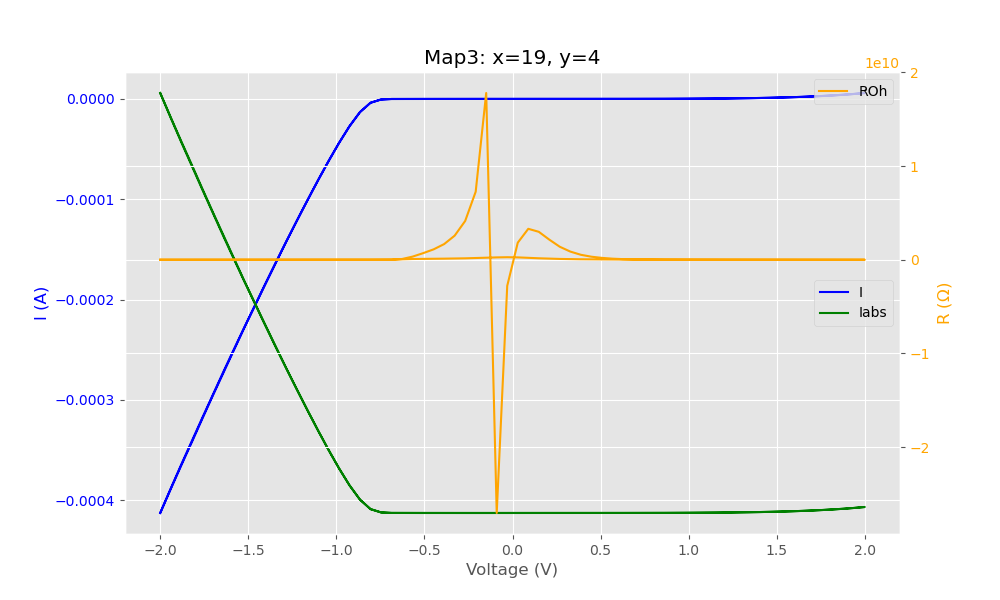 Map3: x=19, y=4
1e10
0.0000
−0.0001
−0.0002
−0.0003
−0.0004
I (A)
−2.0 −1.5 −1.0 −0.5 0.0 0.5 1.0 1.5 2.0
Voltage (V)
2
1
0
−1
−2
R (Ω)
ROh
I
Iabs